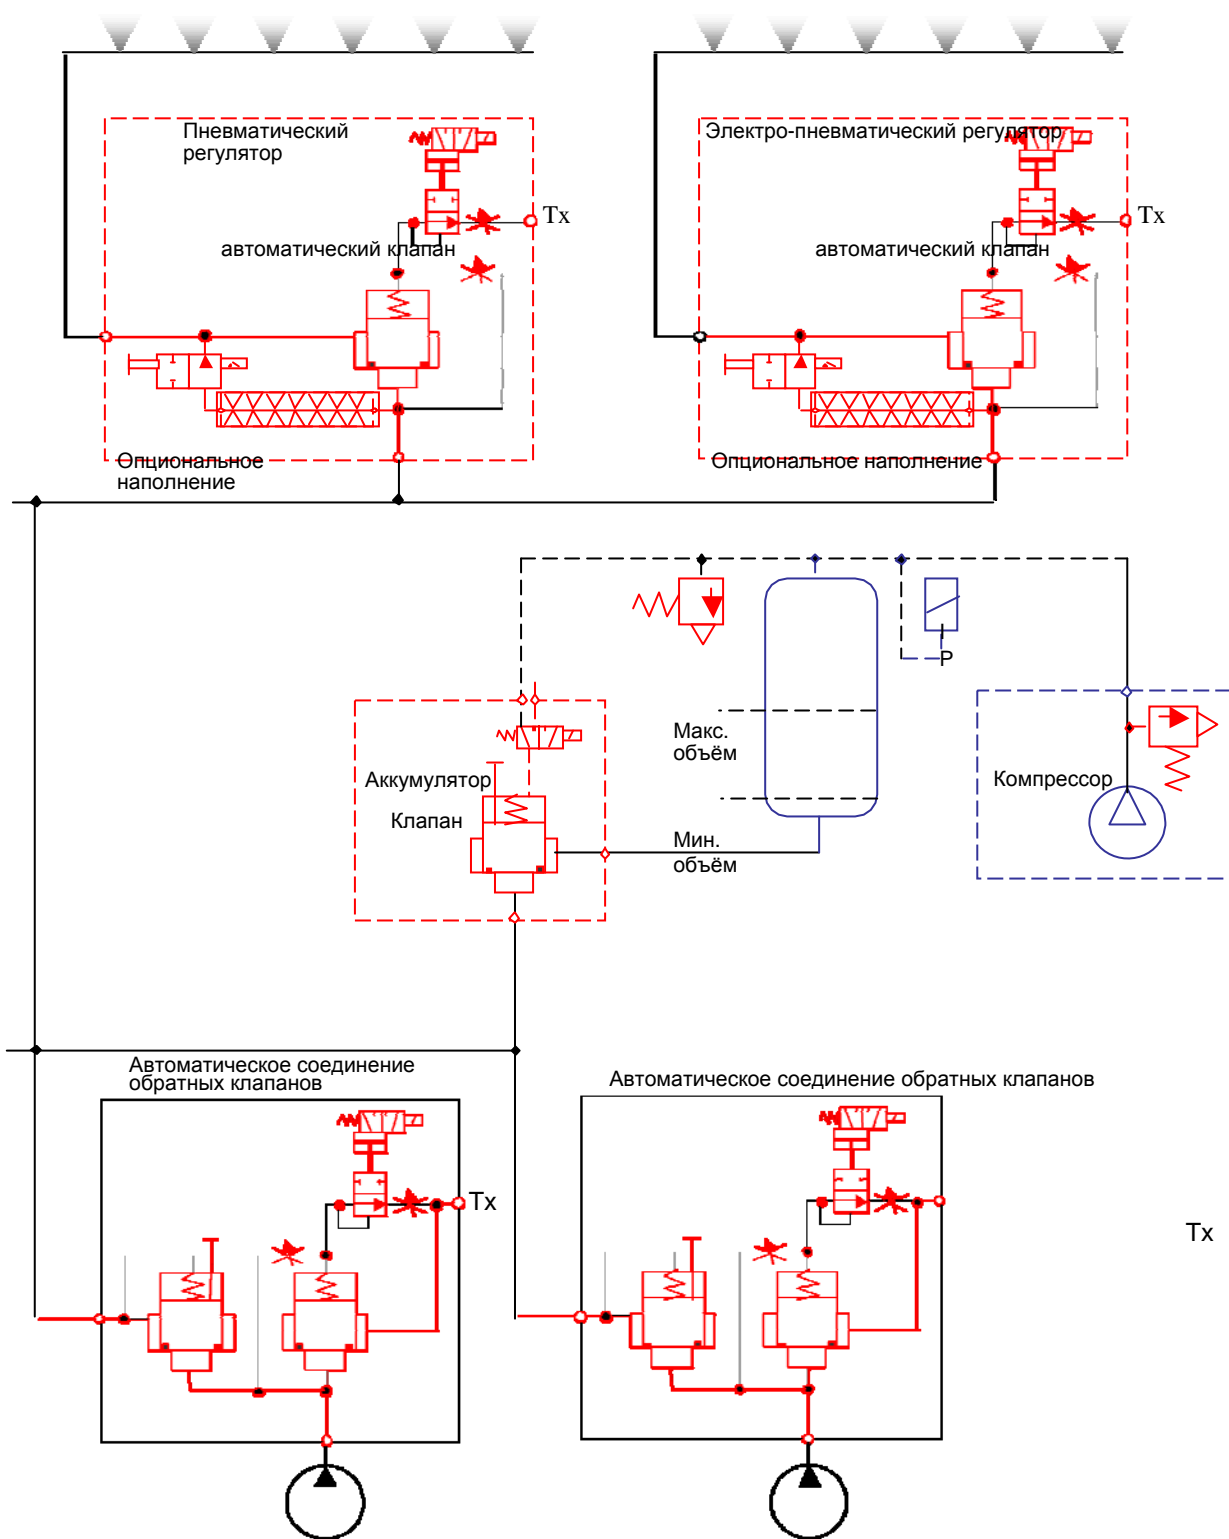 Пневматический
регулятор
Электро-пневматический регулятор
Tx
Tx
автоматический клапан
автоматический клапан
Опциональное
наполнение
Опциональное наполнение
P
Макс.
объём
Аккумулятор
Компрессор
Клапан
Мин.
объём
Автоматическое соединение
обратных клапанов
Автоматическое соединение обратных клапанов
Tx
Tx